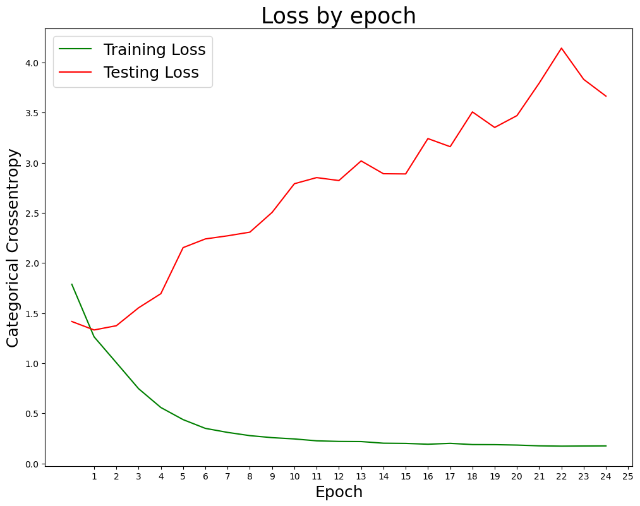 Loss by epoch
Training Loss
Testing Loss
4.0
3.5
3.0
2.5
2.0
1.5
1.0
0.5
0.0
Categorical Crossentropy
1 2 3 4 5 6 7 8 9 10 11 12 13 14 15 16 17 18 19 20 21 22 23 24 25
Epoch